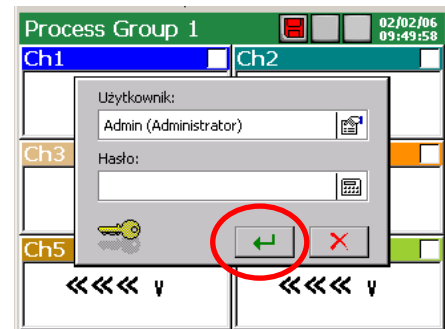 Process Group 1 02/02/06
09:49:58
Ch1 Ch2
Użytkownik:
Admin (Administrator)
Ch3
Hasło:
Ch5
<<< V <<< V